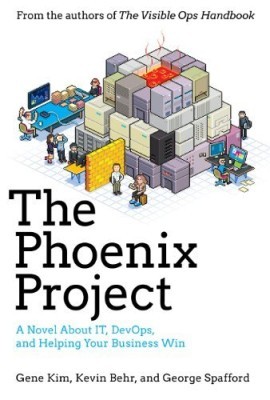 From the authors of The Visible Ops Handbook
The
Phoenix
Project
A Novel About IT, DevOps,
and Helping Your Business Win
Gene Kim, Kevin Behr, and George Spafford